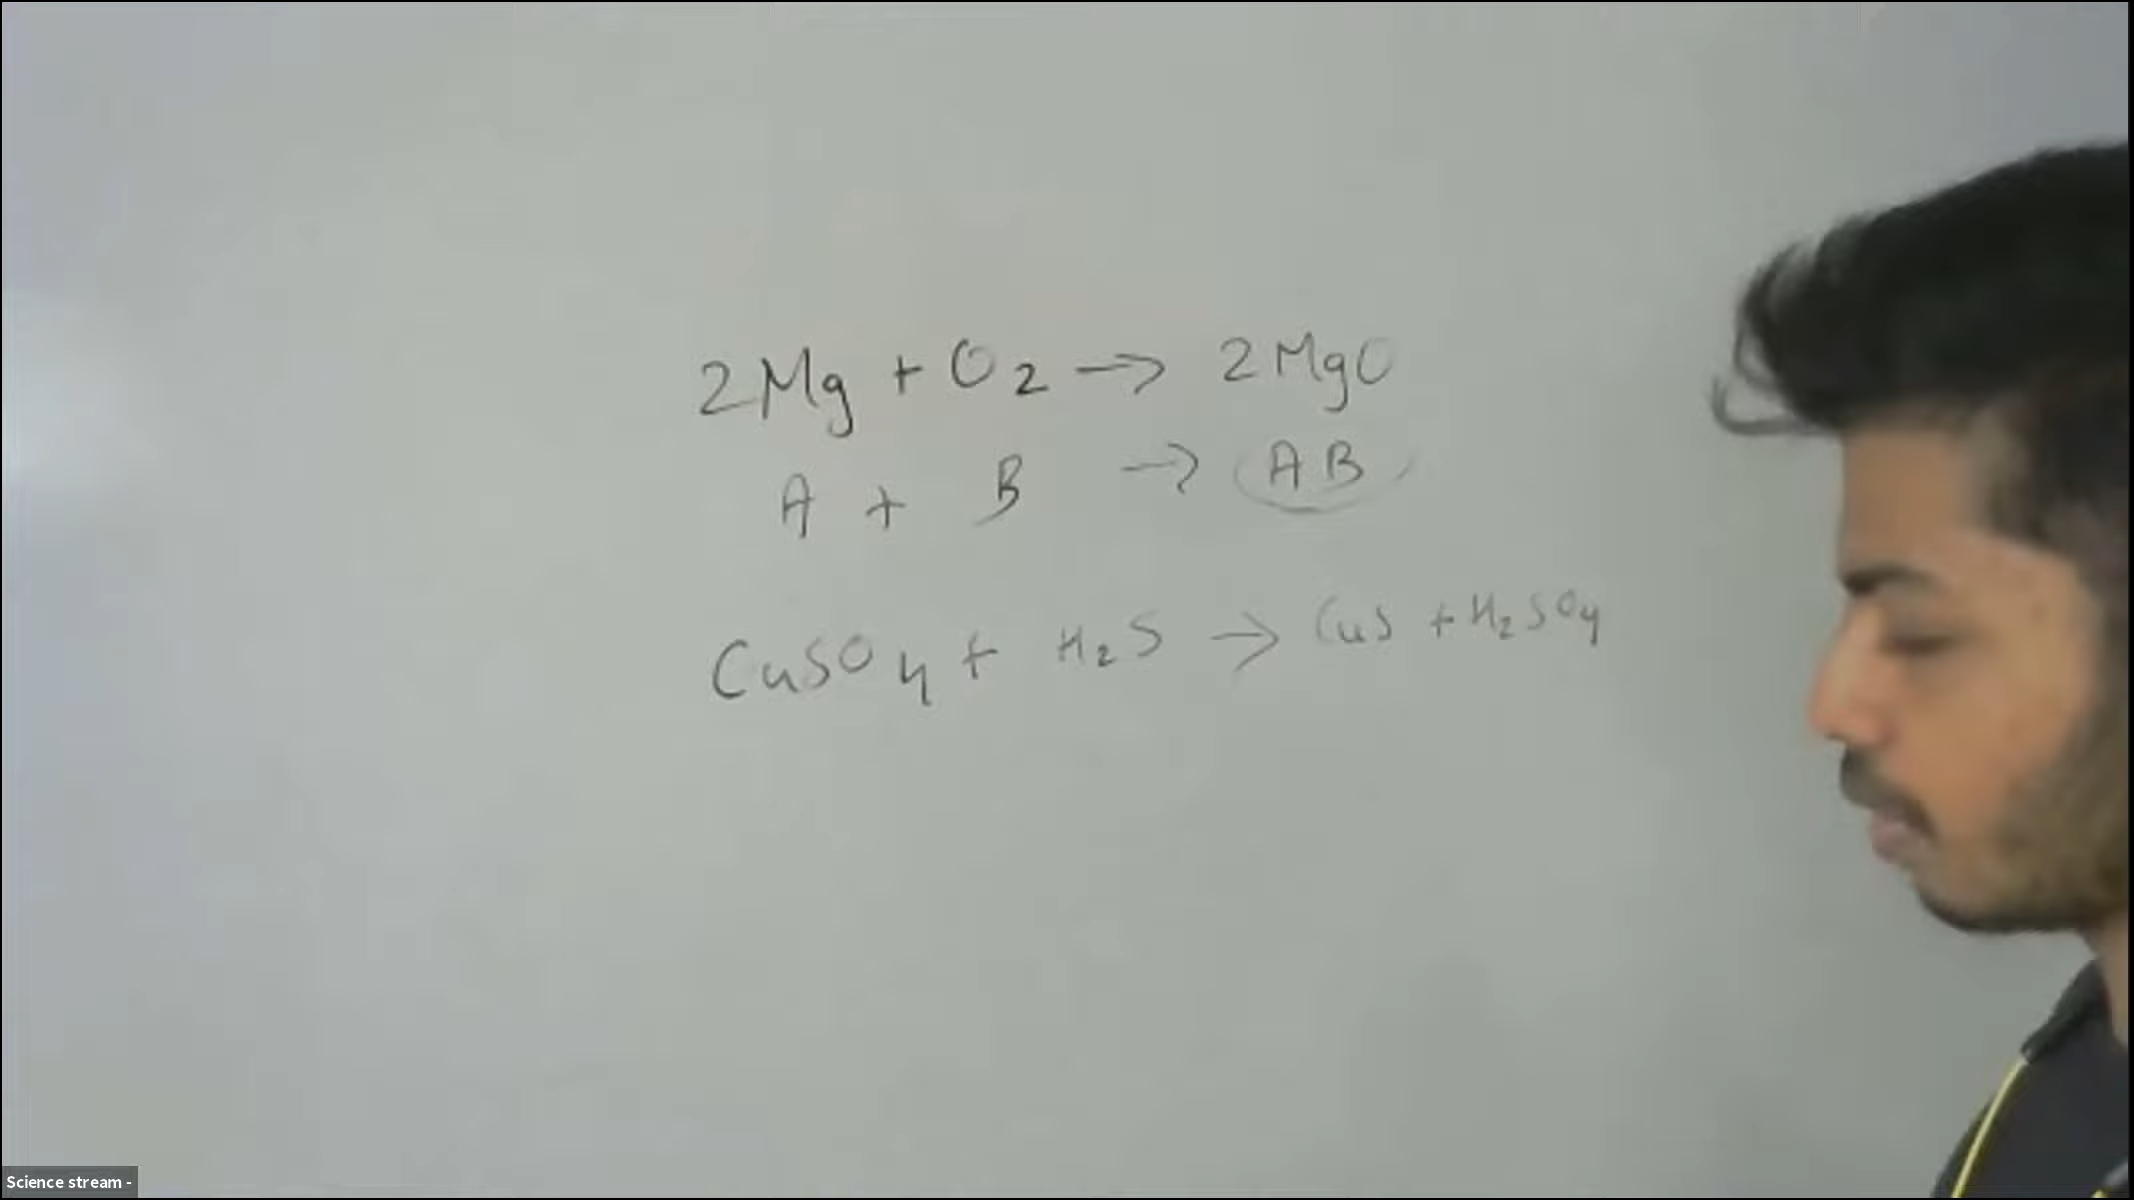 2Mg + O2 → 2MgO
A + B → AB
CuSO4 + H2S → CuS + H2SO4
Science stream -